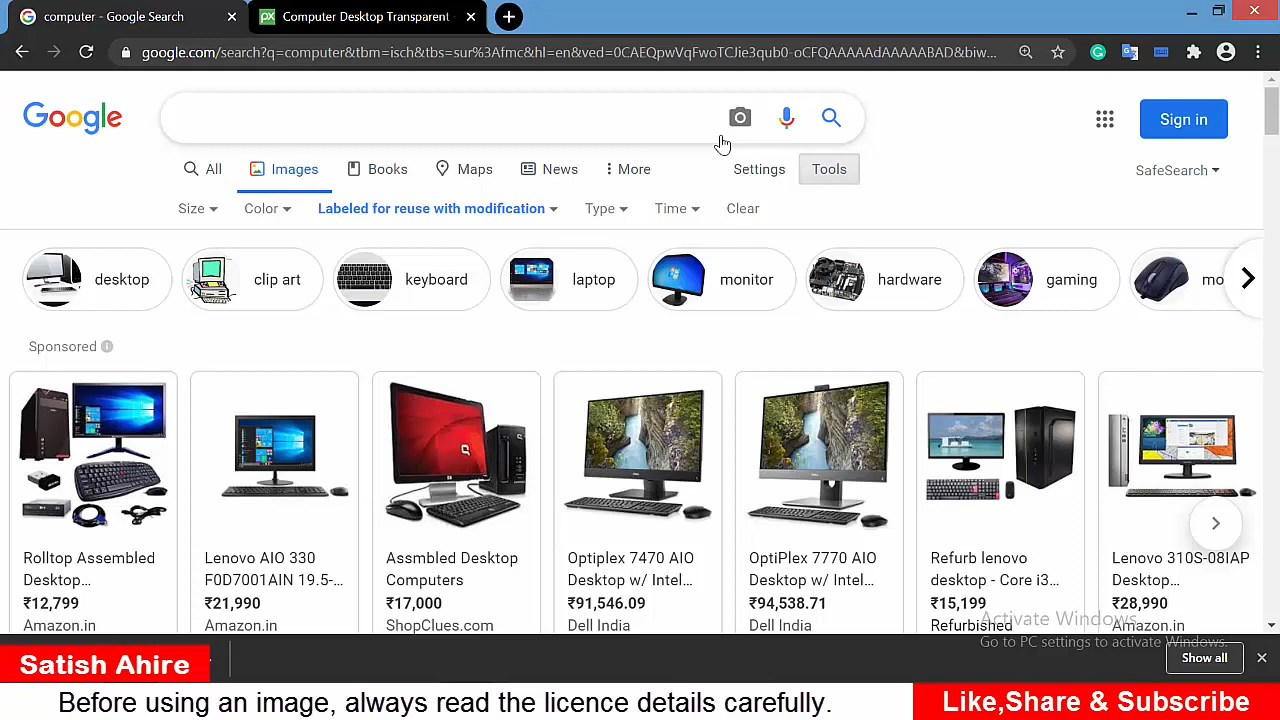 computer - Google Search
Computer Desktop Transparent -
google.com/search?q=computer&tbm=isch&tbs=sur%3Afmc&hl=en&ved=0CAEQpwVqFwoTCJie3qub0-oCFQAAAAAdAAAAABAD&biw...
Google
Sign in
All Images Books Maps News More Settings Tools
SafeSearch
Size Color Labeled for reuse with modification Type Time Clear
desktop clip art keyboard laptop monitor hardware gaming mo
Sponsored
Rolltop Assembled
Desktop...
₹12,799
Amazon.in
Lenovo AIO 330
F0D7001AIN 19.5-...
₹21,990
Amazon.in
Assmbled Desktop
Computers
₹17,000
ShopClues.com
Optiplex 7470 AIO
Desktop w/ Intel...
₹91,546.09
Dell India
OptiPlex 7770 AIO
Desktop w/ Intel...
₹94,538.71
Dell India
Refurb lenovo
desktop - Core i3...
₹15,199
Refurbished
Lenovo 310S-08IAP
Desktop...
₹28,990
Amazon.in
Activate Windows
Go to PC settings to activate Windows.
Show all
Satish Ahire
Before using an image, always read the licence details carefully.
Like,Share & Subscribe